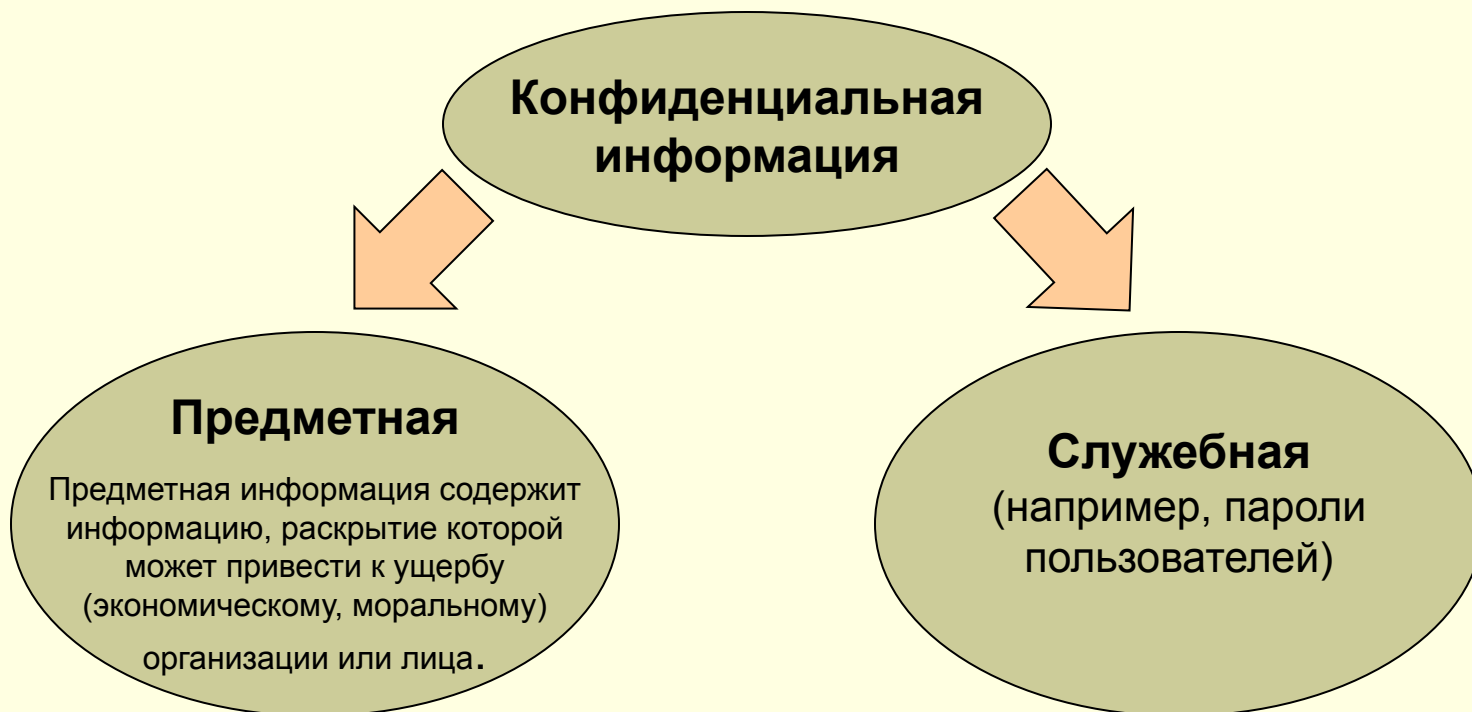 Конфиденциальная
информация
Предметная
Предметная информация содержит
информацию, раскрытие которой
может привести к ущербу
(экономическому, моральному)
организации или лица.
Служебная
(например, пароли
пользователей)